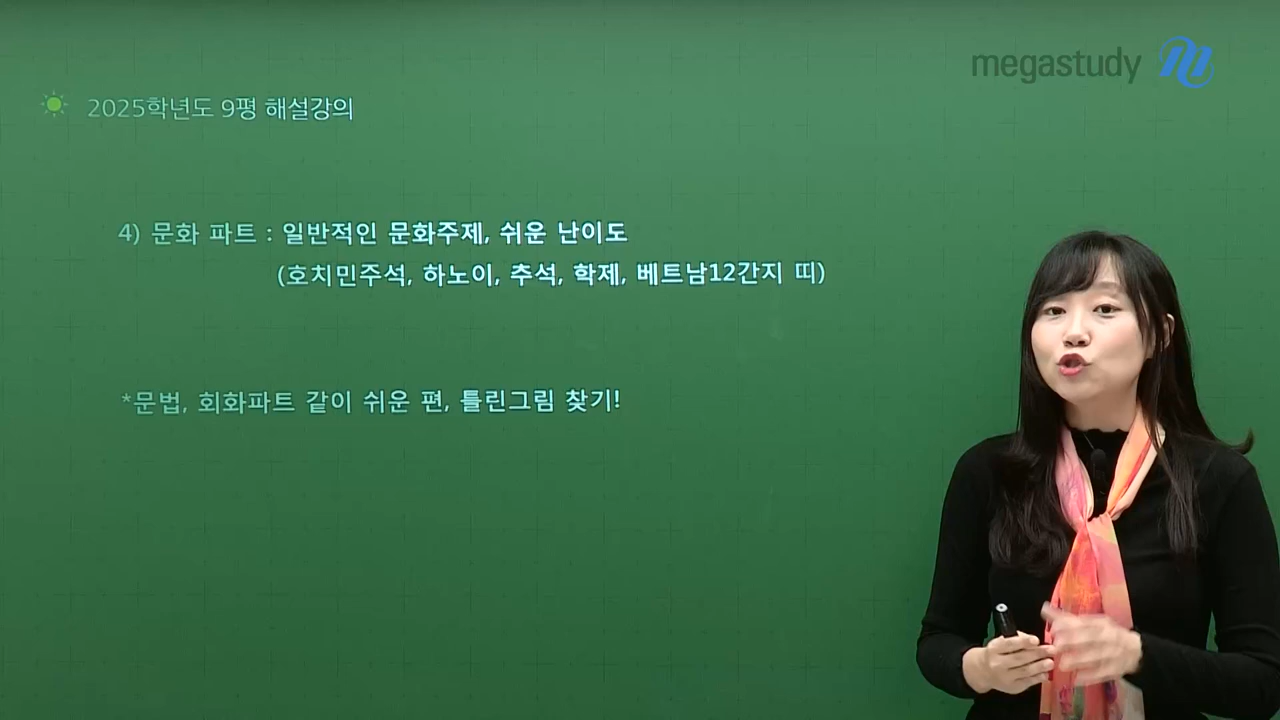 megastudy
2025학년도 9평 해설강의
4) 문화 파트 : 일반적인 문화주제, 쉬운 난이도
(호치민주석, 하노이, 추석, 학제, 베트남12간지 띠)
*문법, 회화파트 같이 쉬운 편, 틀린그림 찾기!